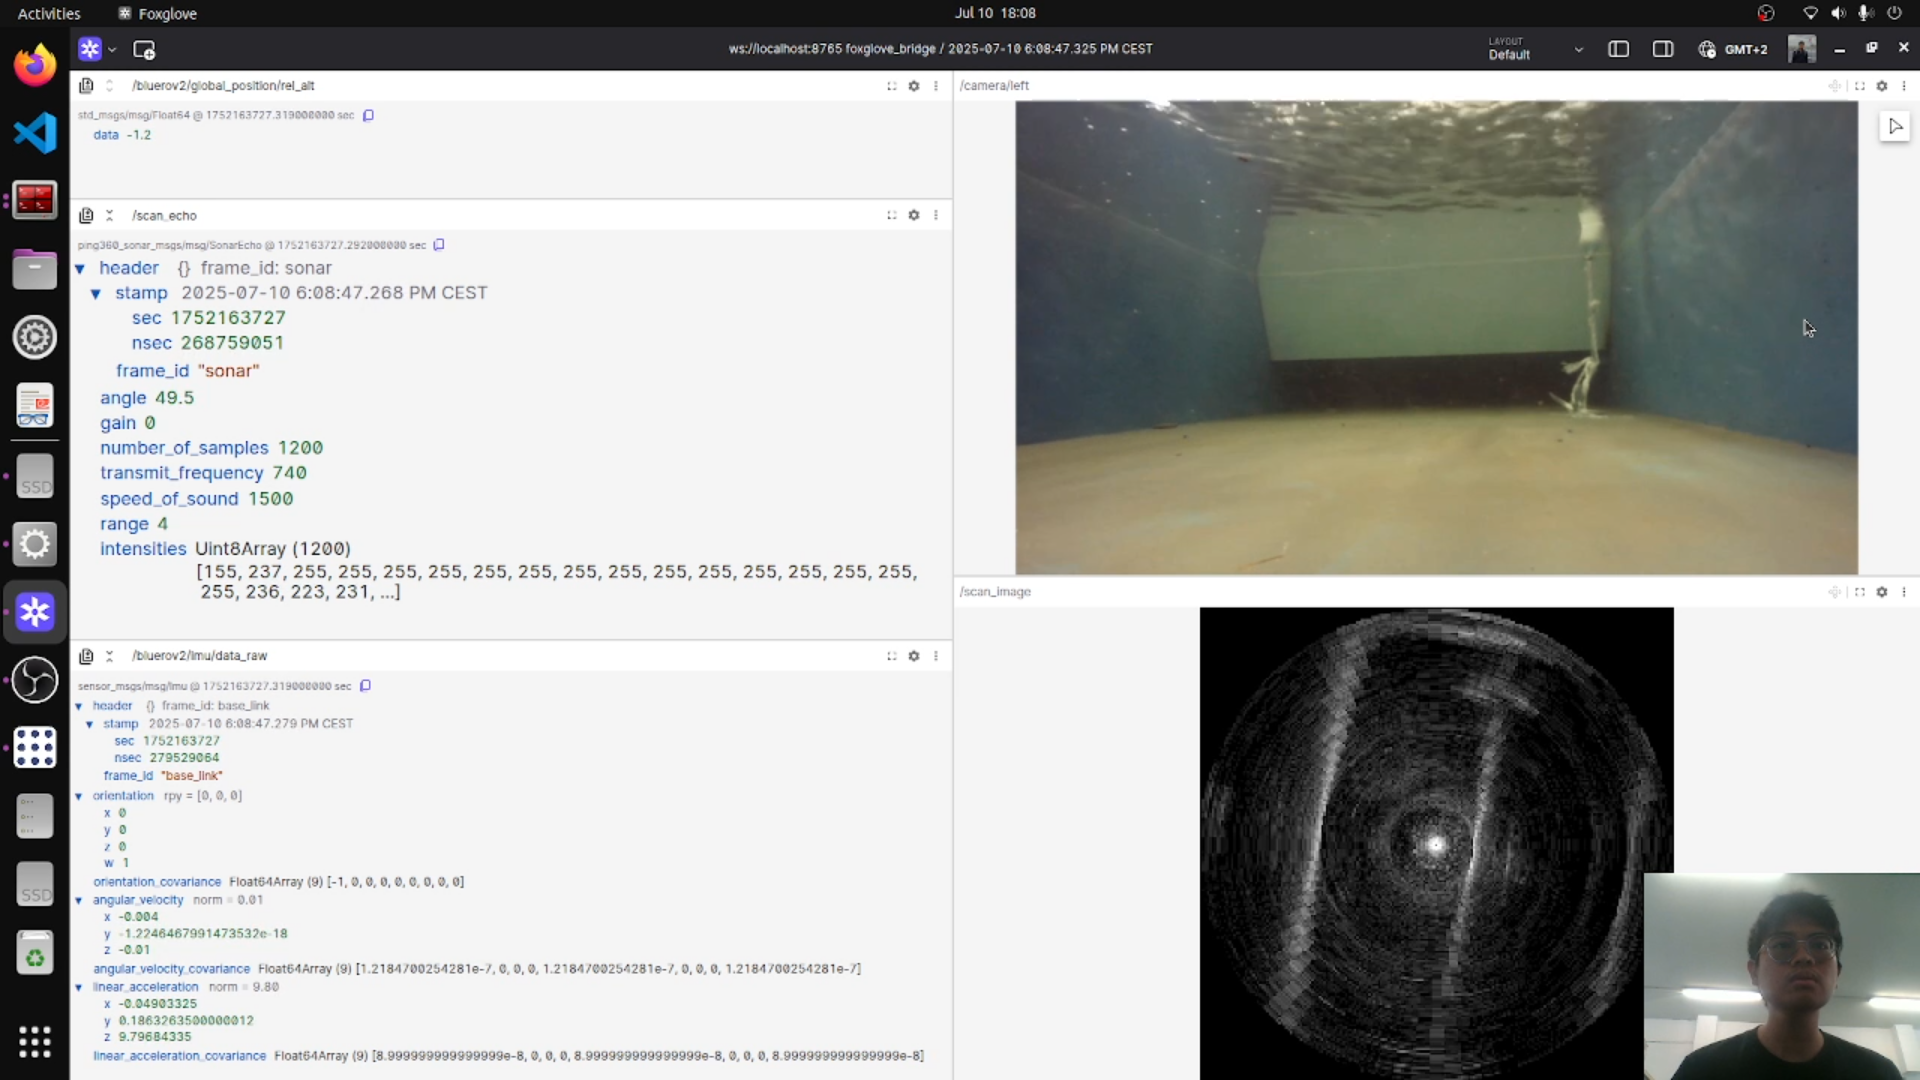 Activities Foxglove Jul 10 18:08
ws://localhost:8765 foxglove_bridge / 2025-07-10 6:08:47.325 PM CEST LAYOUT Default GMT+2
/bluerov2/global_position/rel_alt
std_msgs/msg/Float64 @ 1752163727.319000000 sec
data -1.2
/scan_echo
ping360_sonar_msgs/msg/SonarEcho @ 1752163727.292000000 sec
header {} frame_id: sonar
stamp 2025-07-10 6:08:47.268 PM CEST
sec 1752163727
nsec 268759051
frame_id "sonar"
angle 49.5
gain 0
number_of_samples 1200
transmit_frequency 740
speed_of_sound 1500
range 4
intensities Uint8Array (1200)
[155, 237, 255, 255, 255, 255, 255, 255, 255, 255, 255, 255, 255, 255, 255, 255,
255, 236, 223, 231, ...]
/bluerov2/imu/data_raw
sensor_msgs/msg/Imu @ 1752163727.319000000 sec
header {} frame_id: base_link
stamp 2025-07-10 6:08:47.279 PM CEST
sec 1752163727
nsec 279529064
frame_id "base_link"
orientation rpy = [0, 0, 0]
x 0
y 0
z 0
w 1
orientation_covariance Float64Array (9) [-1, 0, 0, 0, 0, 0, 0, 0, 0]
angular_velocity norm = 0.01
x -0.004
y -1.2246467991473532e-18
z -0.01
angular_velocity_covariance Float64Array (9) [1.2184700254281e-7, 0, 0, 0, 1.2184700254281e-7, 0, 0, 0, 1.2184700254281e-7]
linear_acceleration norm = 9.80
x -0.04903325
y 0.1863263500000012
z 9.79684335
linear_acceleration_covariance Float64Array (9) [8.999999999999999e-8, 0, 0, 0, 8.999999999999999e-8, 0, 0, 0, 8.999999999999999e-8]
/camera/left
/scan_image
SSD
SSD